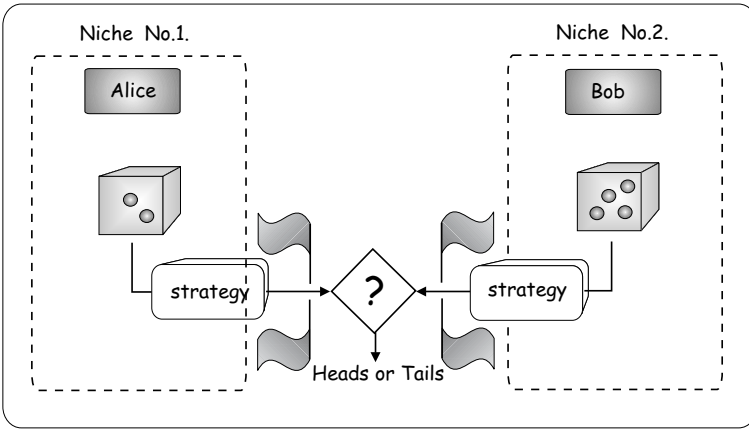 Niche No.1.
Niche No.2.
Alice
Bob
strategy
?
strategy
Heads or Tails